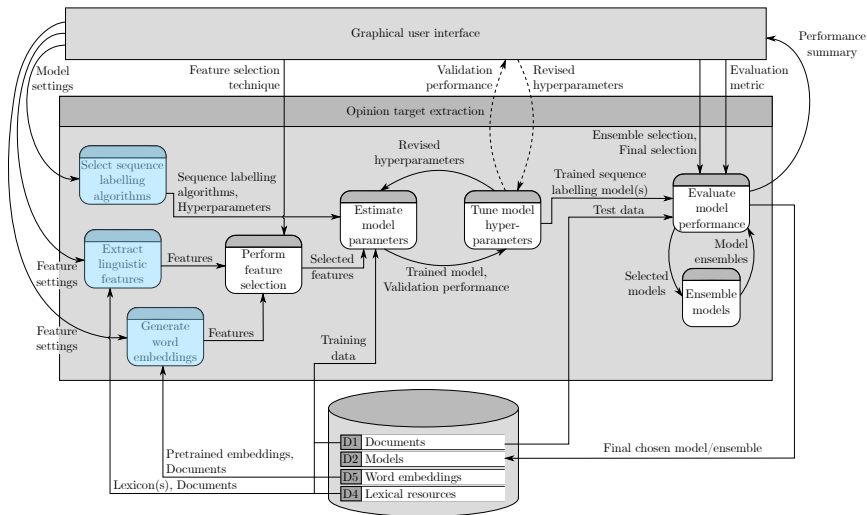 Graphical user interface
Performance
summary
Model
settings
Feature selection
technique
Validation
performance
Revised
hyperparameters
Evaluation
metric
Opinion target extraction
Ensemble selection,
Final selection
Select sequence
labelling
algorithms
Sequence labelling
algorithms,
Hyperparameters
Revised
hyperparameters
Trained sequence
labelling model(s)
Test data
Estimate
model
parameters
Tune model
hyper-
parameters
Evaluate
model
performance
Extract
linguistic
features
Features
Perform
feature
selection
Selected
features
Trained model,
Validation performance
Model
ensembles
Selected
models
Ensemble
models
Feature
settings
Feature
settings
Generate
word
embeddings
Features
Training
data
D1 Documents
D2 Models
D5 Word embeddings
D4 Lexical resources
Pretrained embeddings,
Documents
Lexicon(s), Documents
Final chosen model/ensemble